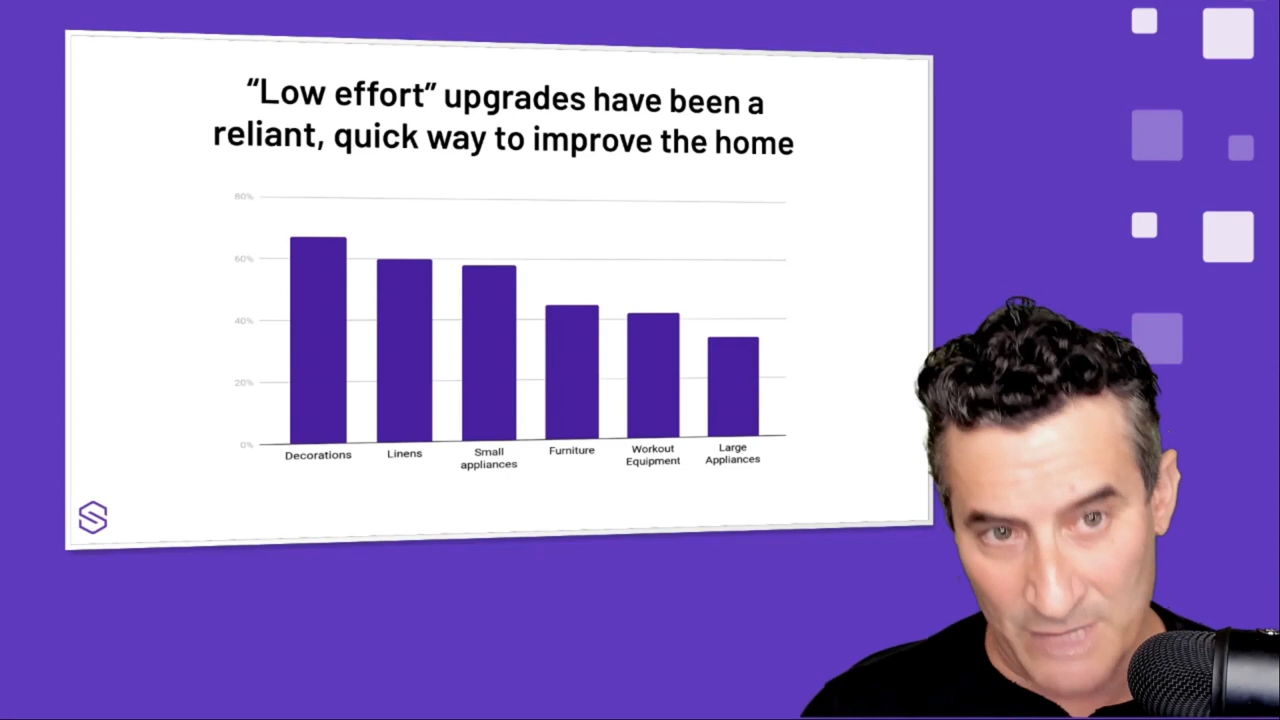 “Low effort” upgrades have been a
reliant, quick way to improve the home
80%
60%
40%
20%
0%
Decorations
Linens
Small
appliances
Furniture
Workout
Equipment
Large
Appliances